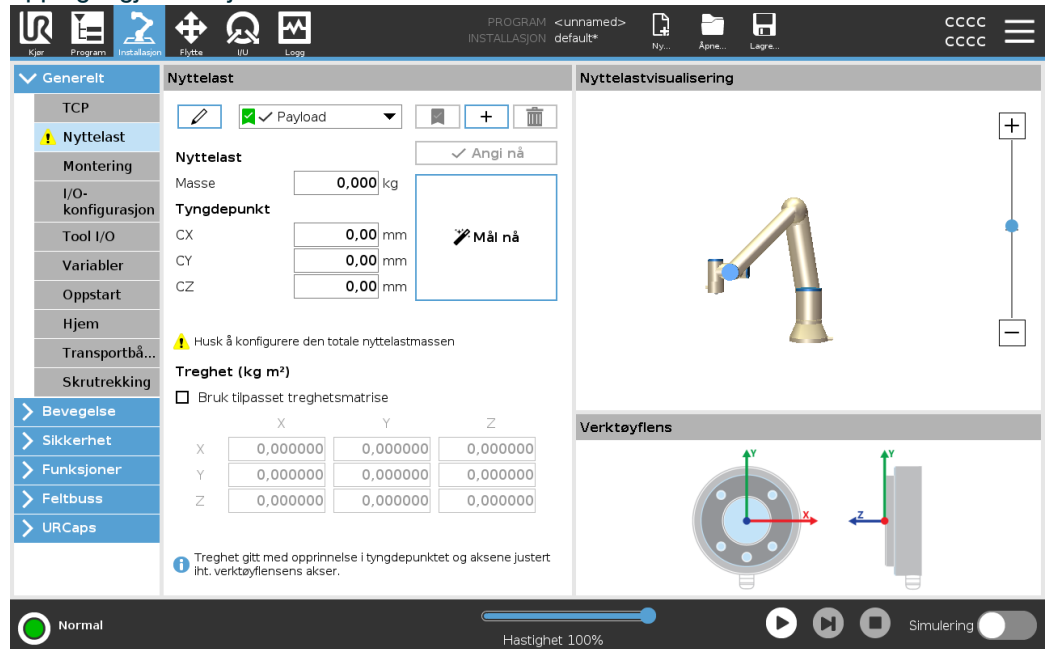 PROGRAM <unnamed>
INSTALLASJON default*
UR
Kjør
Program
Installasjon
Flytte
I/U
Logg
Ny...
Åpne...
Lagre...
CCCC
CCCC
Generelt
TCP
Nyttelast
Montering
I/O-
konfigurasjon
Tool I/O
Variabler
Oppstart
Hjem
Transportbå...
Skrutrekking
Bevegelse
Sikkerhet
Funksjoner
Feltbuss
URCaps
Nyttelast
Payload
Angi nå
Nyttelast
Masse 0,000 kg
Tyngdepunkt
CX 0,00 mm
CY 0,00 mm
CZ 0,00 mm
Mål nå
Husk å konfigurere den totale nyttelastmassen
Treghet (kg m²)
Bruk tilpasset treghetsmatrise
X Y Z
X 0,000000 0,000000 0,000000
Y 0,000000 0,000000 0,000000
Z 0,000000 0,000000 0,000000
Treghet gitt med opprinnelse i tyngdepunktet og aksene justert
iht. verktøyflensens akser.
Nyttelastvisualisering
Verktøyflens
Y
X
Y
Z
Normal
Hastighet 100%
Simulering